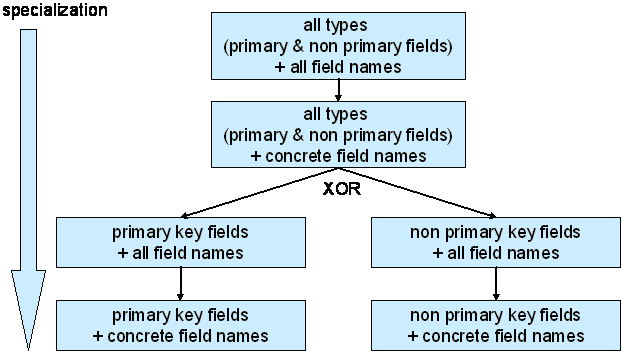 specialization
all types
(primary & non primary fields)
+ all field names
all types
(primary & non primary fields)
+ concrete field names
XOR
primary key fields
+ all field names
non primary key fields
+ all field names
primary key fields
+ concrete field names
non primary key fields
+ concrete field names